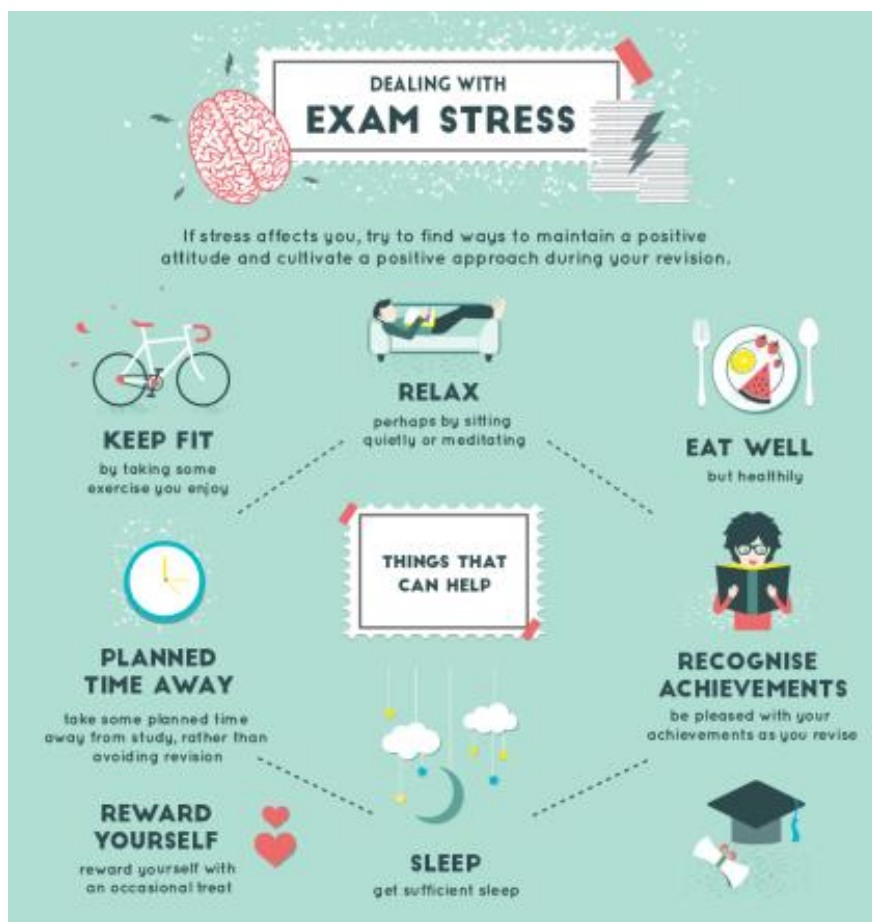 DEALING WITH
EXAM STRESS
If stress affects you, try to find ways to maintain a positive
attitude and cultivate a positive approach during your revision.
KEEP FIT
by taking some
exercise you enjoy
RELAX
perhaps by sitting
quietly or meditating
EAT WELL
but healthily
THINGS THAT
CAN HELP
PLANNED
TIME AWAY
take some planned time
away from study, rather than
avoiding revision
RECOGNISE
ACHIEVEMENTS
be pleased with your
achievements as you revise
REWARD
YOURSELF
reward yourself with
an occasional treat
SLEEP
get sufficient sleep